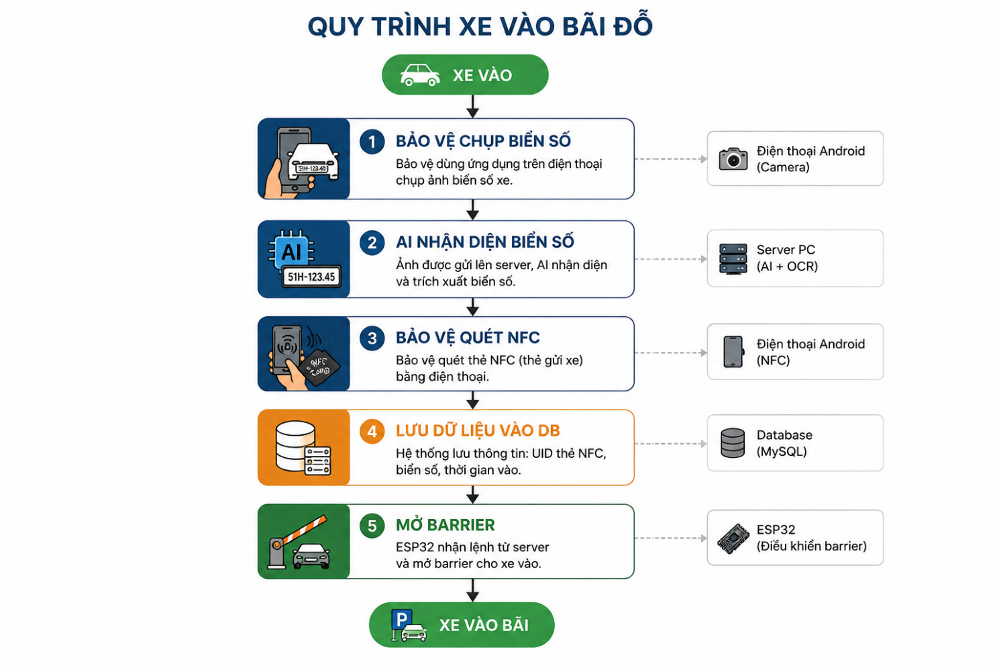 QUY TRÌNH XE VÀO BÃI ĐỖ
XE VÀO
51H-123.45
1 BẢO VỆ CHỤP BIỂN SỐ
Bảo vệ dùng ứng dụng trên điện thoại
chụp ảnh biển số xe.
Điện thoại Android
(Camera)
AI
51H-123.45
2 AI NHẬN DIỆN BIỂN SỐ
Ảnh được gửi lên server, AI nhận diện
và trích xuất biển số.
Server PC
(AI + OCR)
NFC
3 BẢO VỆ QUÉT NFC
Bảo vệ quét thẻ NFC (thẻ gửi xe)
bằng điện thoại.
Điện thoại Android
(NFC)
4 LƯU DỮ LIỆU VÀO DB
Hệ thống lưu thông tin: UID thẻ NFC,
biển số, thời gian vào.
Database
(MySQL)
5 MỞ BARRIER
ESP32 nhận lệnh từ server
và mở barrier cho xe vào.
ESP32
(Điều khiển barrier)
P
XE VÀO BÃI